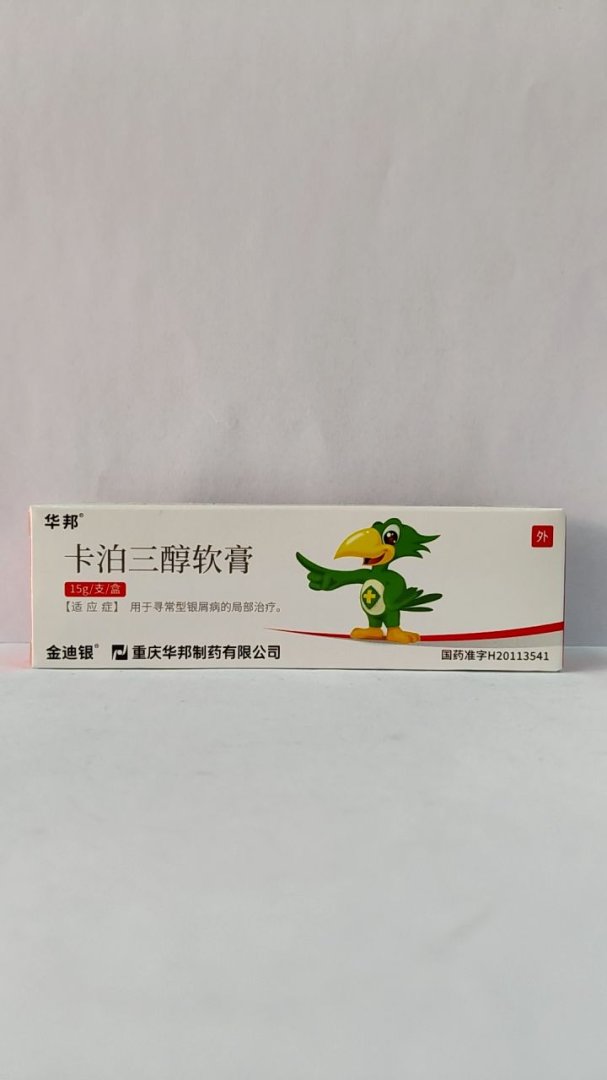 华邦®
外
卡泊三醇软膏
15g/支/盒
【适应症】 用于寻常型银屑病的局部治疗。
金迪银® 重庆华邦制药有限公司
国药准字H20113541